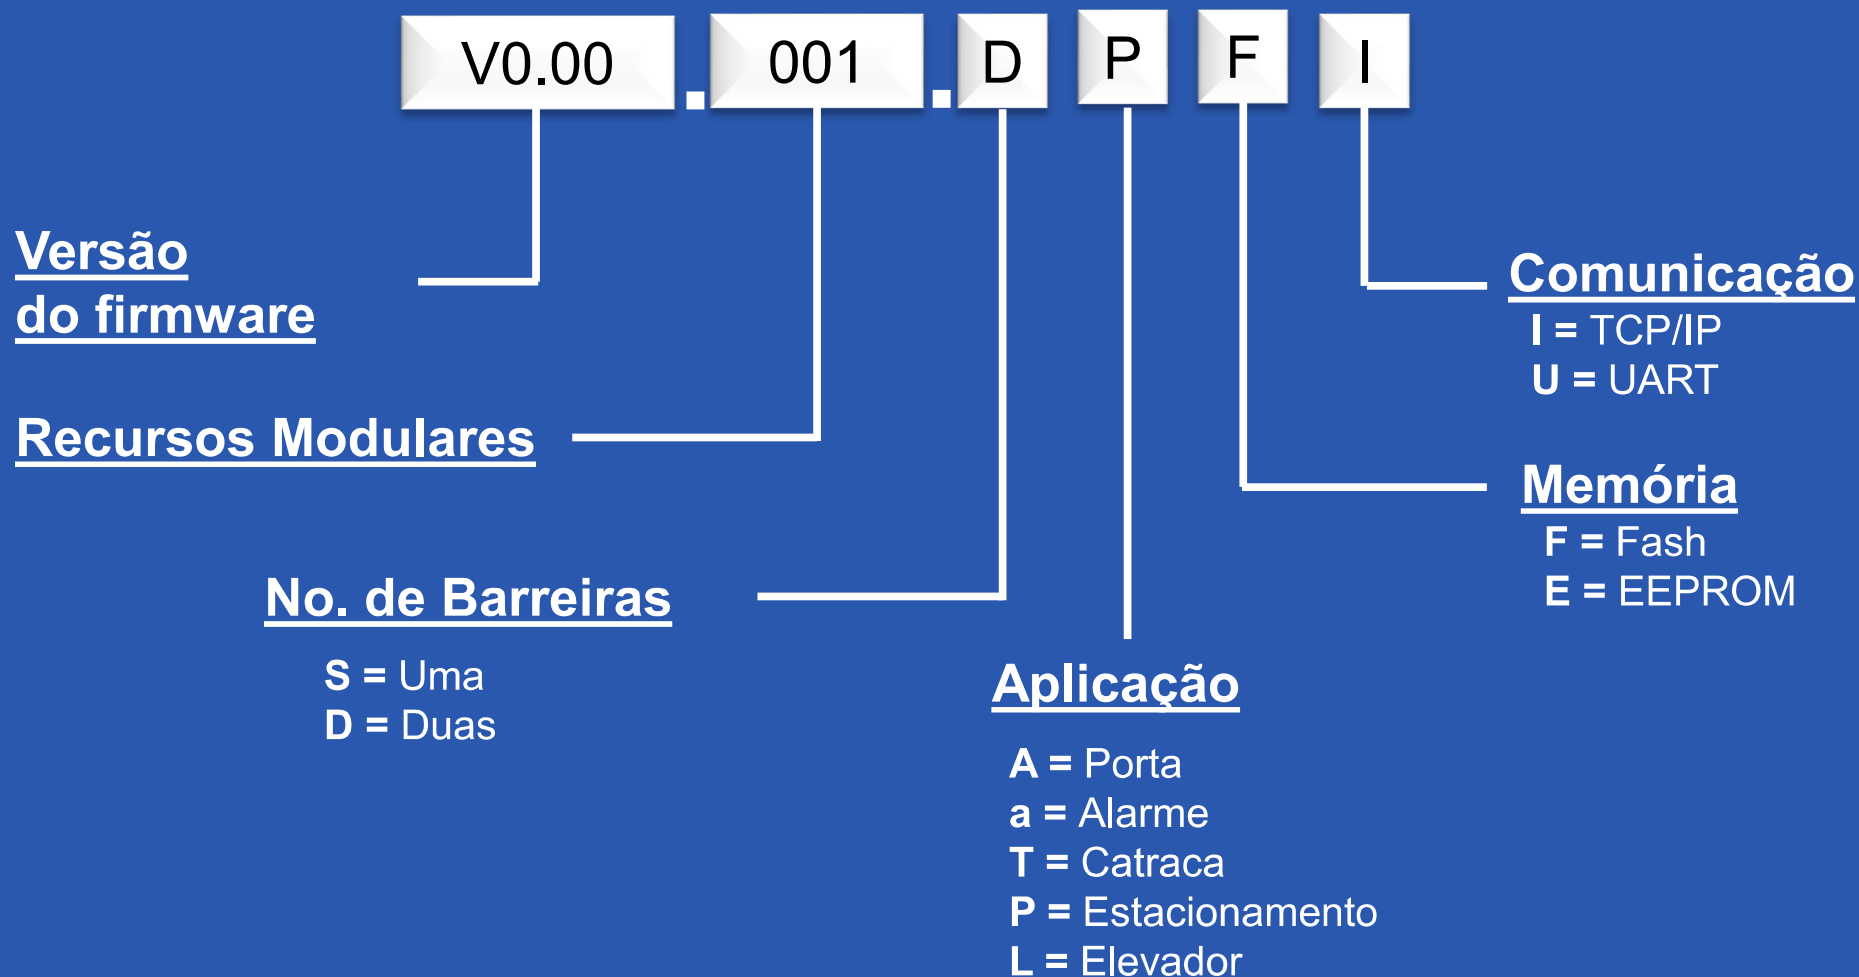 V0.00 . 001 . D P F I
Versão
do firmware
Recursos Modulares
No. de Barreiras
S = Uma
D = Duas
Aplicação
A = Porta
a = Alarme
T = Catraca
P = Estacionamento
L = Elevador
Comunicação
I = TCP/IP
U = UART
Memória
F = Fash
E = EEPROM